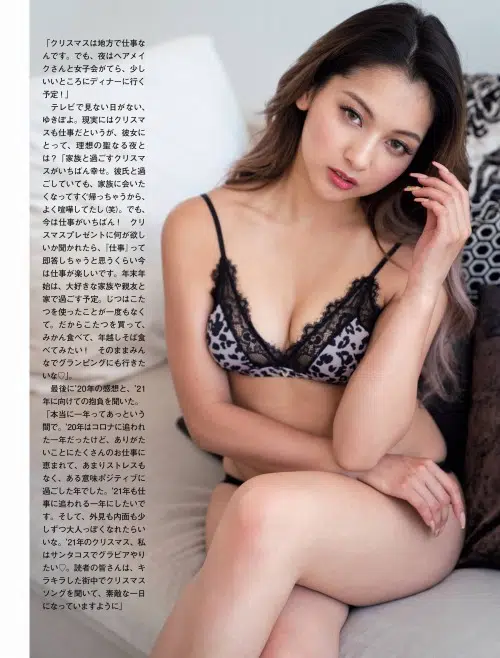 「クリスマスは地方で仕事な
んです。でも、夜はヘアメイ
クさんと女子会がてら、少し
いいところにディナーに行く
予定！」
　テレビで見ない日がない、
ゆきぽよ。現実にはクリスマ
スも仕事だというが、彼女に
とって、理想の聖なる夜と
は？「家族と過ごすクリスマ
スがいちばん幸せ。彼氏と過
ごしていても、家族に会いた
くなってすぐ帰っちゃうから、
よく喧嘩してたし（笑）。でも、
今は仕事がいちばん！　クリ
スマスプレゼントに何が欲し
いか聞かれたら、『仕事』って
即答しちゃうと思うくらい今
は仕事が楽しいです。年末年
始は、大好きな家族や親友と
家で過ごす予定。じつはこた
つを使ったことが一度もなく
て。だからこたつを買って、
みかん食べて、年越しそば食
べてみたい！　そのままみん
なでグランピングにも行きた
いな♡」
　最後に’20年の感想と、’21
年に向けての抱負を聞いた。
「本当に一年ってあっという
間で。’20年はコロナに追われ
た一年だったけど、ありがた
いことにたくさんのお仕事に
恵まれて、あまりストレスも
なく、ある意味ポジティブに
過ごした年でした。’21年も仕
事に追われる一年にしたいで
す。そして、外見も内面も少
しずつ大人っぽくなれたらい
いな。’21年のクリスマス、私
はサンタコスでグラビアやり
たい♡。読者の皆さんは、キ
ラキラした街中でクリスマス
ソングを聞いて、素敵な一日
になっていますように」